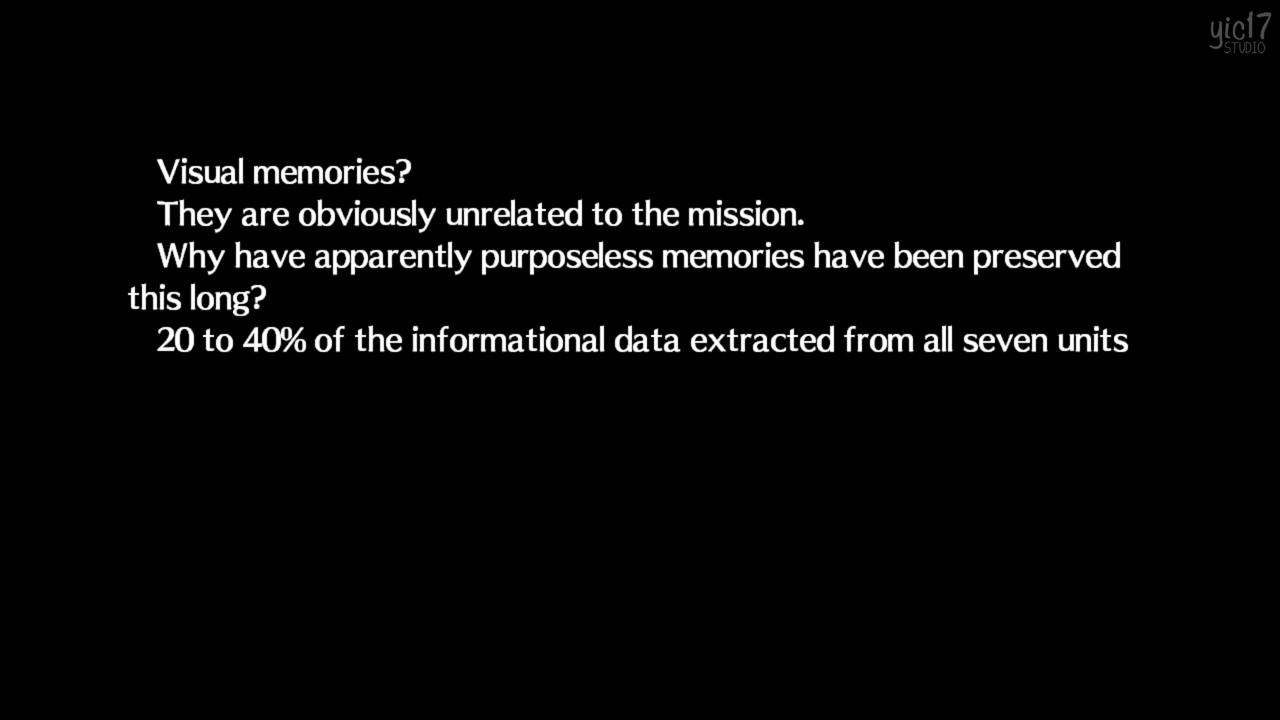 yic17
STUDIO
Visual memories?
They are obviously unrelated to the mission.
Why have apparently purposeless memories have been preserved
this long?
20 to 40% of the informational data extracted from all seven units